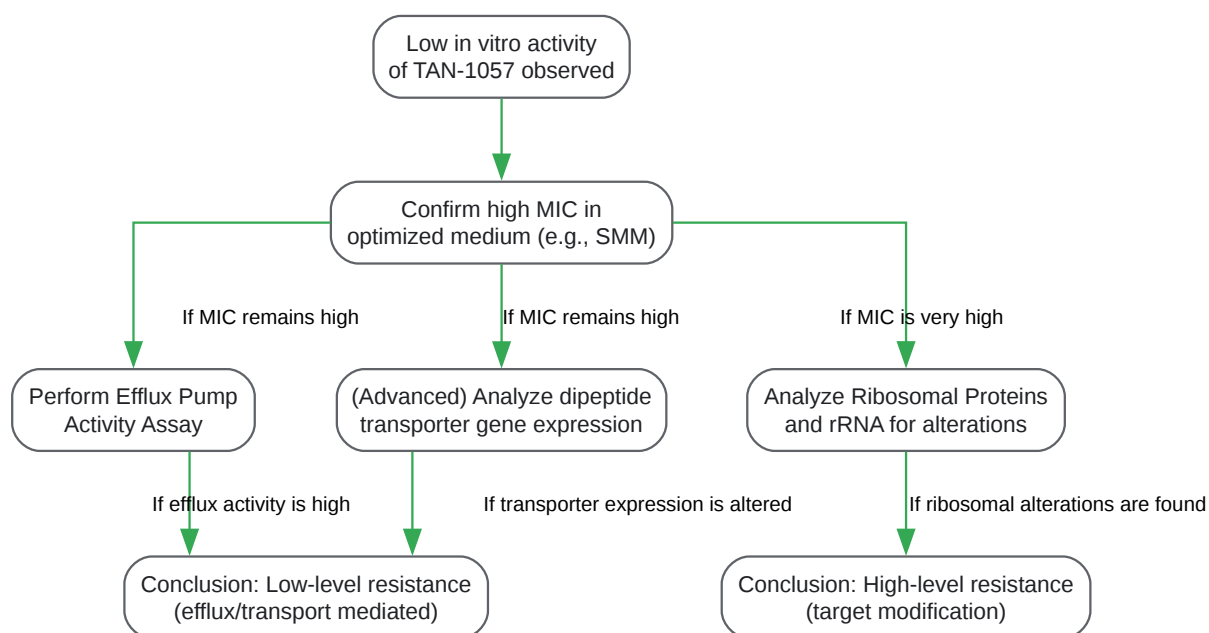 Low in vitro activity
of TAN-1057 observed
Confirm high MIC in
optimized medium (e.g., SMM)
If MIC remains high
If MIC remains high
If MIC is very high
Perform Efflux Pump
Activity Assay
(Advanced) Analyze dipeptide
transporter gene expression
Analyze Ribosomal Proteins
and rRNA for alterations
If efflux activity is high
If transporter expression is altered
If ribosomal alterations are found
Conclusion: Low-level resistance
(efflux/transport mediated)
Conclusion: High-level resistance
(target modification)